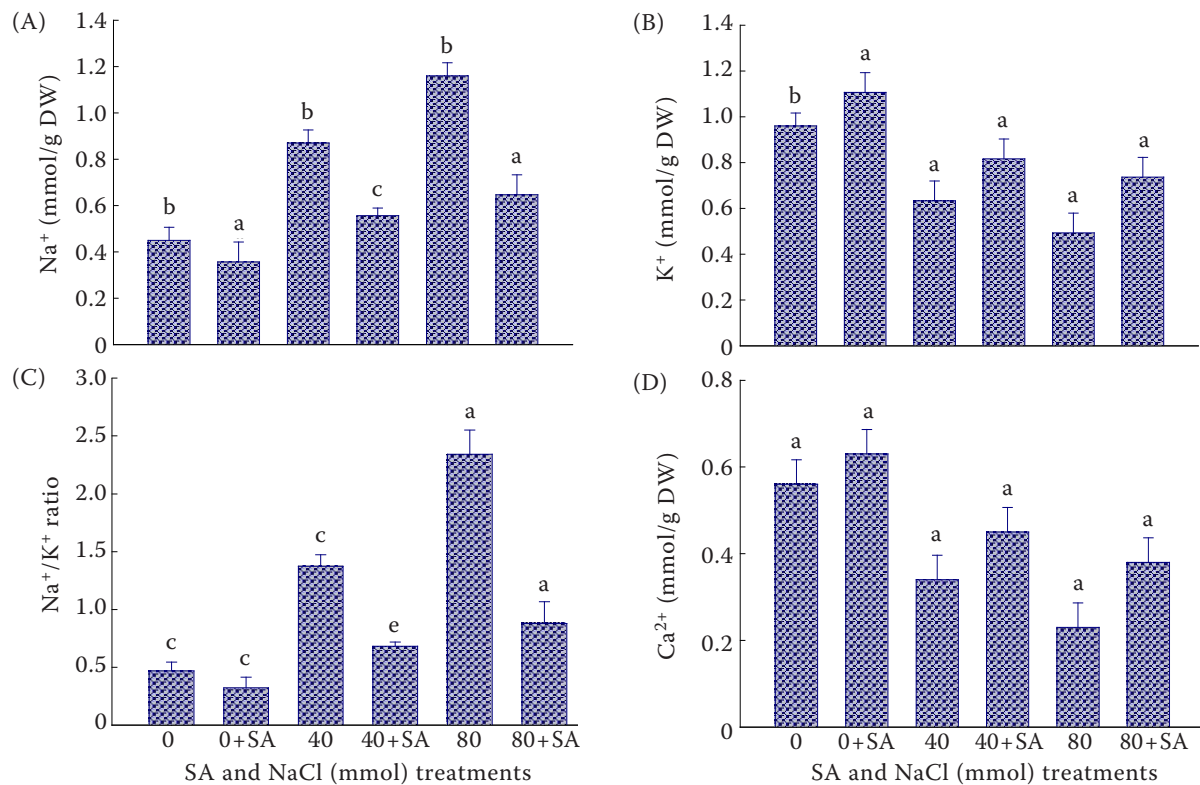 (A)
Na⁺ (mmol/g DW)
1.4
1.2
1.0
0.8
0.6
0.4
0.2
0
b
a
b
c
b
a
(B)
K⁺ (mmol/g DW)
1.4
1.2
1.0
0.8
0.6
0.4
0.2
0
b
a
a
a
a
a
(C)
Na⁺/K⁺ ratio
3.0
2.5
2.0
1.5
1.0
0.5
0
c
c
c
e
a
a
0 0+SA 40 40+SA 80 80+SA
SA and NaCl (mmol) treatments
(D)
Ca²⁺ (mmol/g DW)
0.8
0.6
0.4
0.2
0
a
a
a
a
a
a
0 0+SA 40 40+SA 80 80+SA
SA and NaCl (mmol) treatments